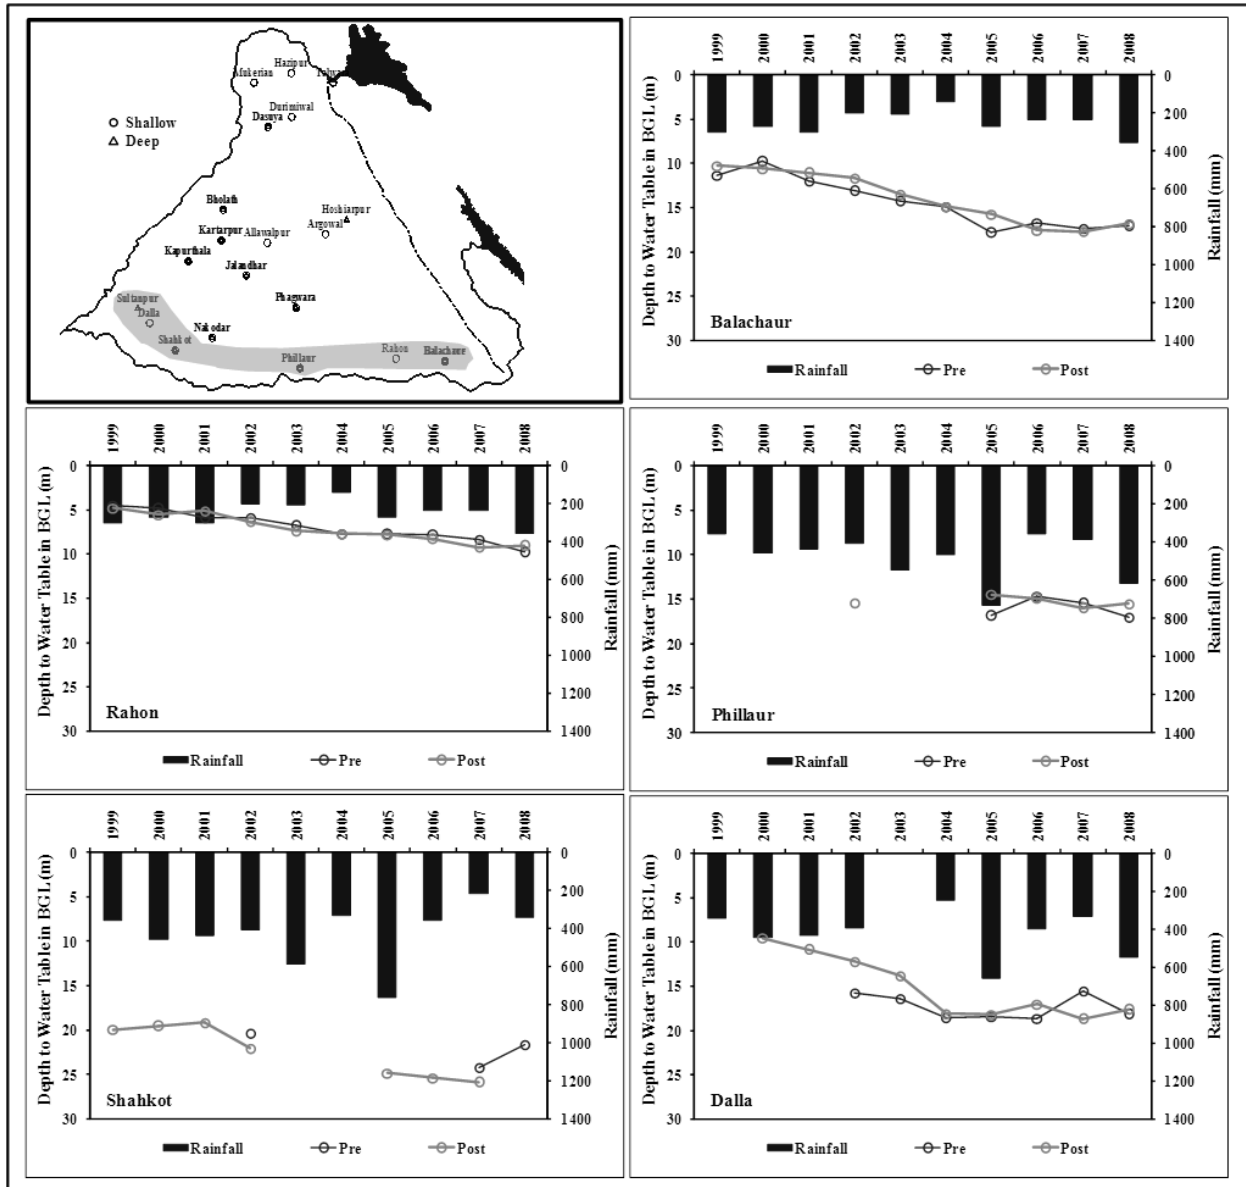 Hazipur
Mukerian
Talwara
Durimiwal
Dasuya
Shallow
Deep
Bholath
Hoshiarpur
Argowal
Kartarpur
Allawalpur
Kapurthala
Jalandhar
Phagwara
Sultanpur
Dalla
Nakodar
Shahkot
Rahon
Balachaur
Phillaur
1999 2000 2001 2002 2003 2004 2005 2006 2007 2008
Depth to Water Table in BGL (m)
0 5 10 15 20 25 30
Rainfall (mm)
0 200 400 600 800 1000 1200 1400
Balachaur
Rainfall Pre Post
1999 2000 2001 2002 2003 2004 2005 2006 2007 2008
Depth to Water Table in BGL (m)
0 5 10 15 20 25 30
Rainfall (mm)
0 200 400 600 800 1000 1200 1400
Rahon
Rainfall Pre Post
1999 2000 2001 2002 2003 2004 2005 2006 2007 2008
Depth to Water Table in BGL (m)
0 5 10 15 20 25 30
Rainfall (mm)
0 200 400 600 800 1000 1200 1400
Phillaur
Rainfall Pre Post
1999 2000 2001 2002 2003 2004 2005 2006 2007 2008
Depth to Water Table in BGL (m)
0 5 10 15 20 25 30
Rainfall (mm)
0 200 400 600 800 1000 1200 1400
Shahkot
Rainfall Pre Post
1999 2000 2001 2002 2003 2004 2005 2006 2007 2008
Depth to Water Table in BGL (m)
0 5 10 15 20 25 30
Rainfall (mm)
0 200 400 600 800 1000 1200 1400
Dalla
Rainfall Pre Post